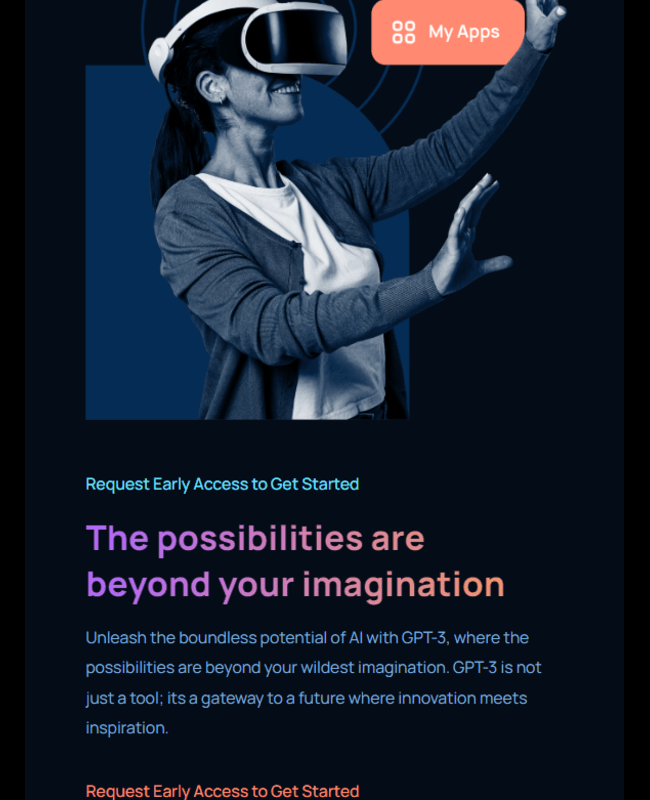 My Apps
Request Early Access to Get Started
The possibilities are
beyond your imagination
Unleash the boundless potential of AI with GPT-3, where the
possibilities are beyond your wildest imagination. GPT-3 is not
just a tool; its a gateway to a future where innovation meets
inspiration.
Request Early Access to Get Started